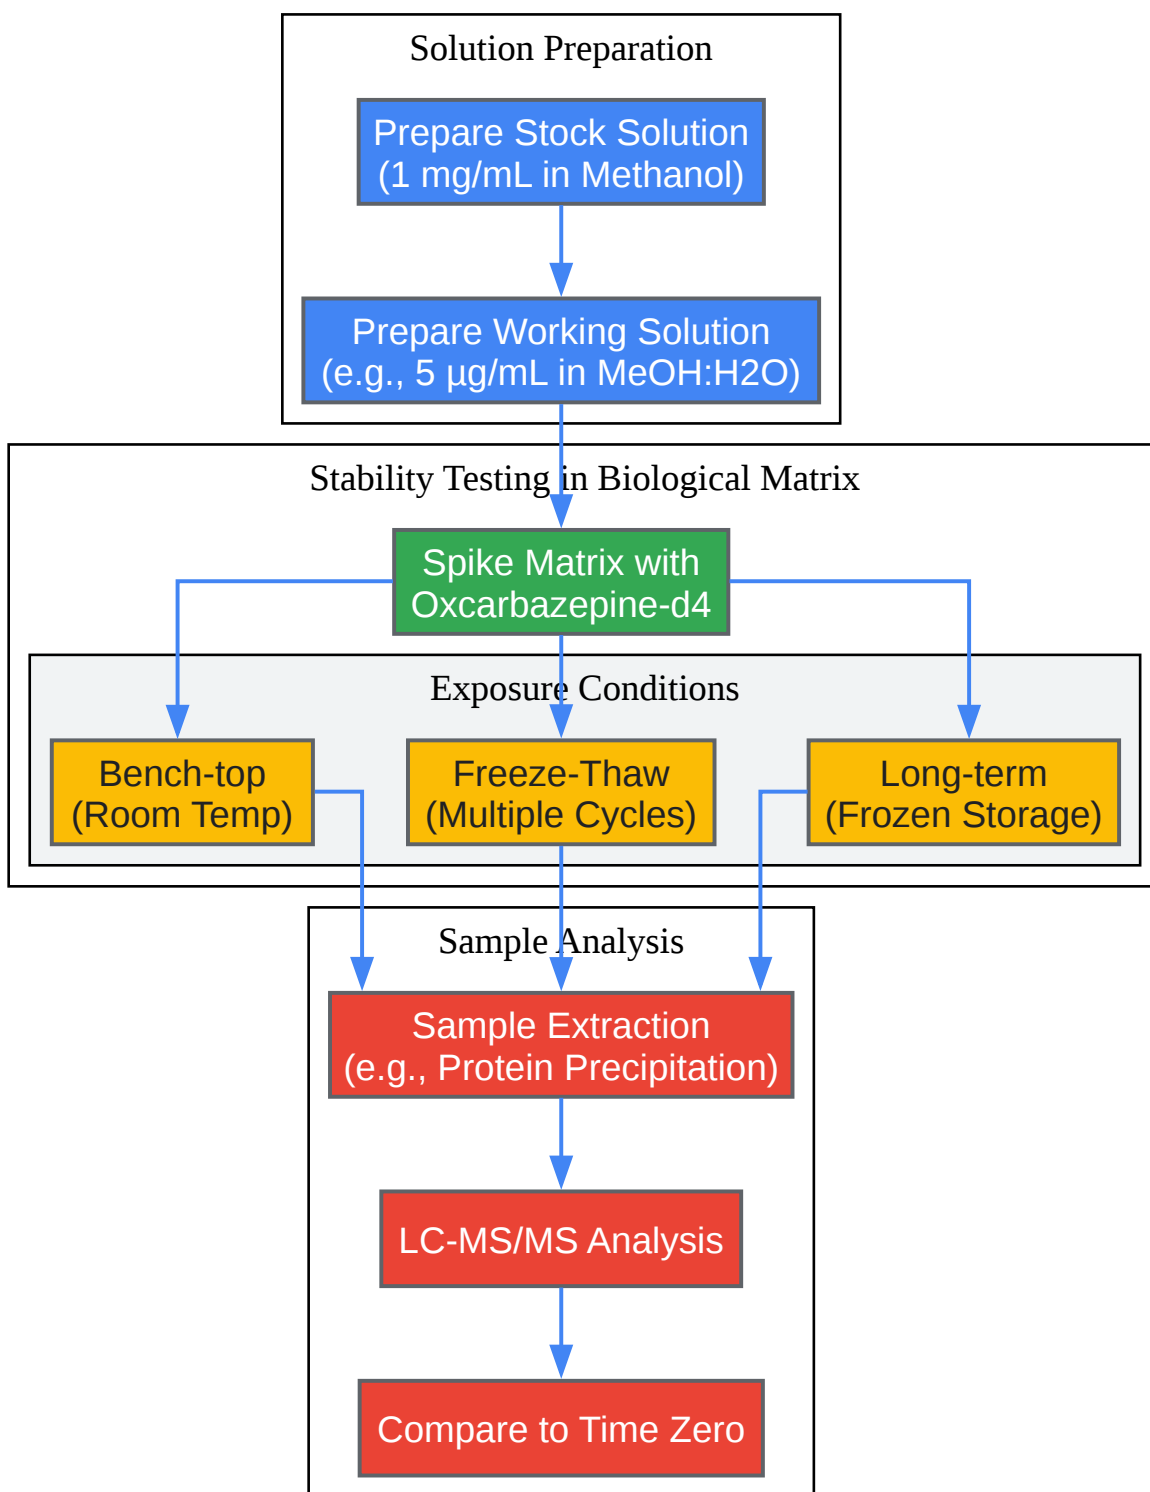 Solution Preparation
Prepare Stock Solution
(1 mg/mL in Methanol)
Prepare Working Solution
(e.g., 5 µg/mL in MeOH:H2O)
Stability Testing in Biological Matrix
Spike Matrix with
Oxcarbazepine-d4
Exposure Conditions
Bench-top
(Room Temp)
Freeze-Thaw
(Multiple Cycles)
Long-term
(Frozen Storage)
Sample Analysis
Sample Extraction
(e.g., Protein Precipitation)
LC-MS/MS Analysis
Compare to Time Zero